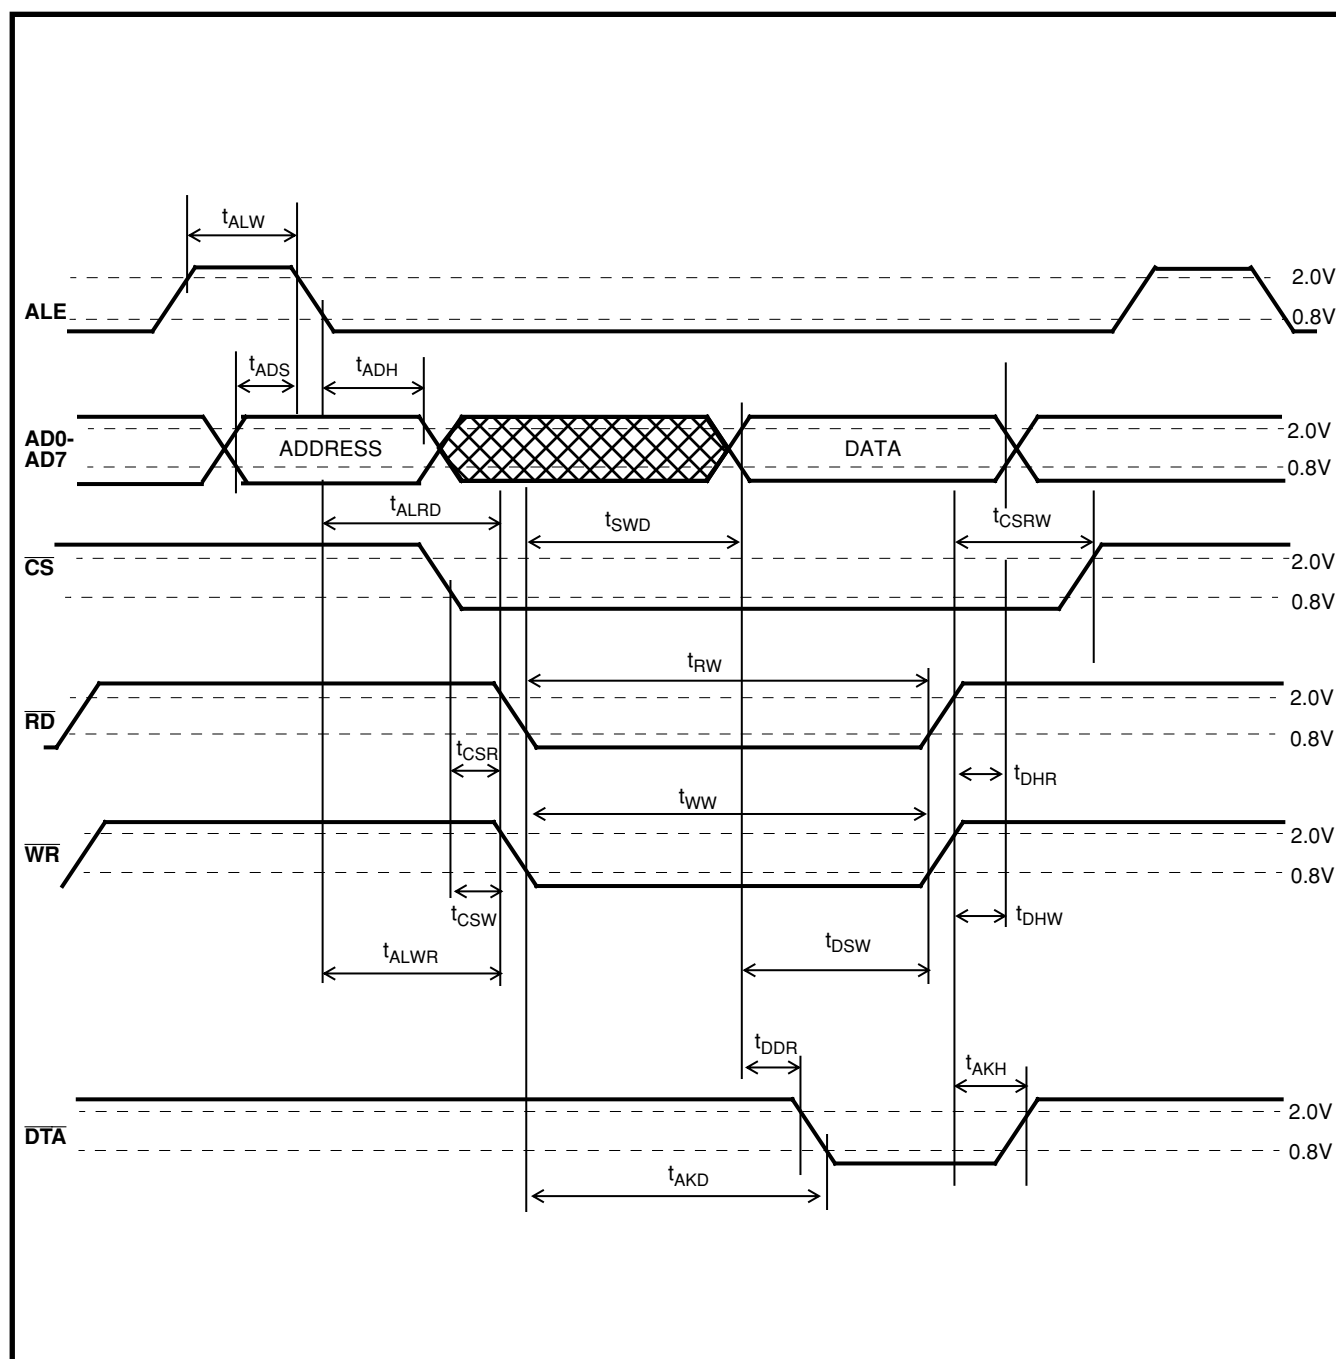 tALW
2.0V
ALE
0.8V
tADS
tADH
AD0-
AD7
ADDRESS
DATA
2.0V
0.8V
tALRD
tSWD
tCSRW
CS
2.0V
0.8V
tRW
RD
2.0V
0.8V
tCSR
tDHR
tWW
WR
2.0V
0.8V
tCSW
tDHW
tALWR
tDSW
tDDR
tAKH
DTA
2.0V
0.8V
tAKD